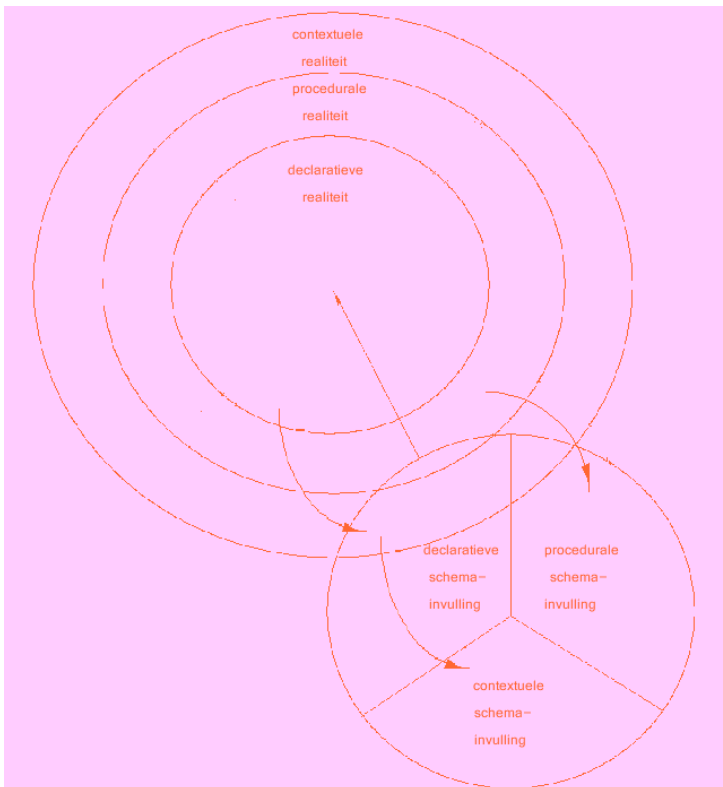 contextuele
realiteit
procedurale
realiteit
declaratieve
realiteit
declaratieve
schema−
invulling
procedurale
schema−
invulling
contextuele
schema−
invulling